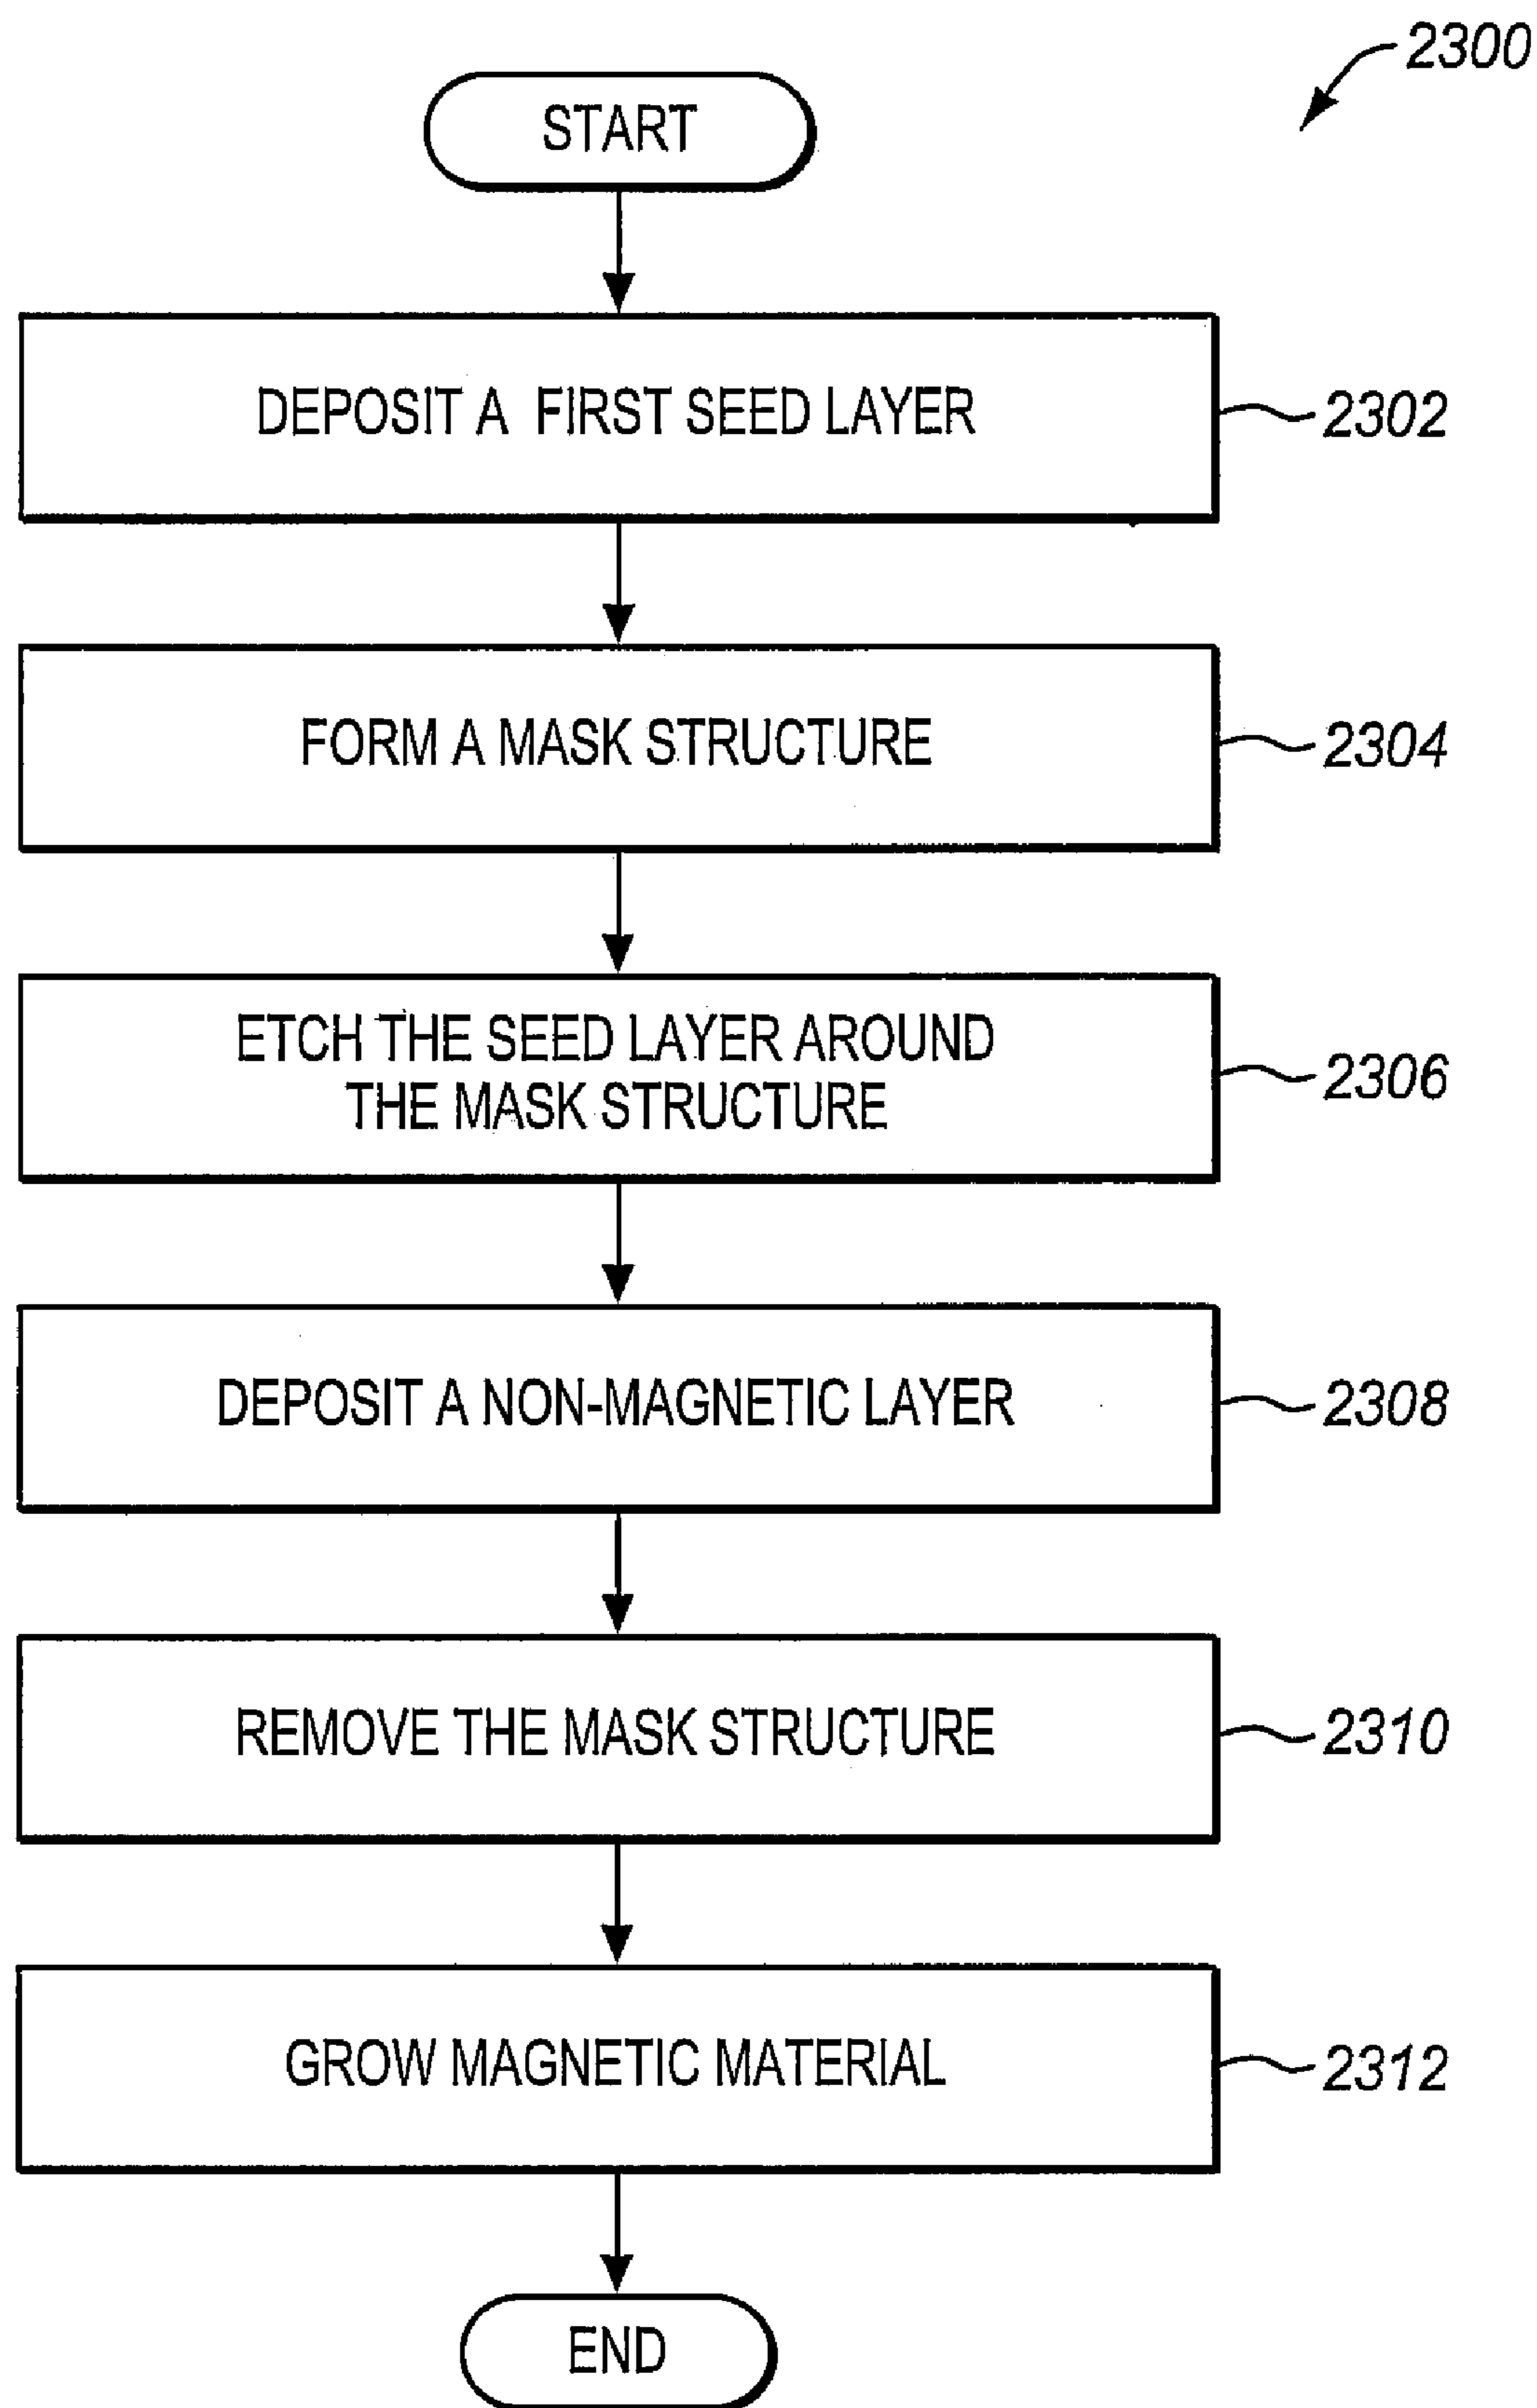 2300
START
DEPOSIT A FIRST SEED LAYER
2302
FORM A MASK STRUCTURE
2304
ETCH THE SEED LAYER AROUND
THE MASK STRUCTURE
2306
DEPOSIT A NON-MAGNETIC LAYER
2308
REMOVE THE MASK STRUCTURE
2310
GROW MAGNETIC MATERIAL
2312
END